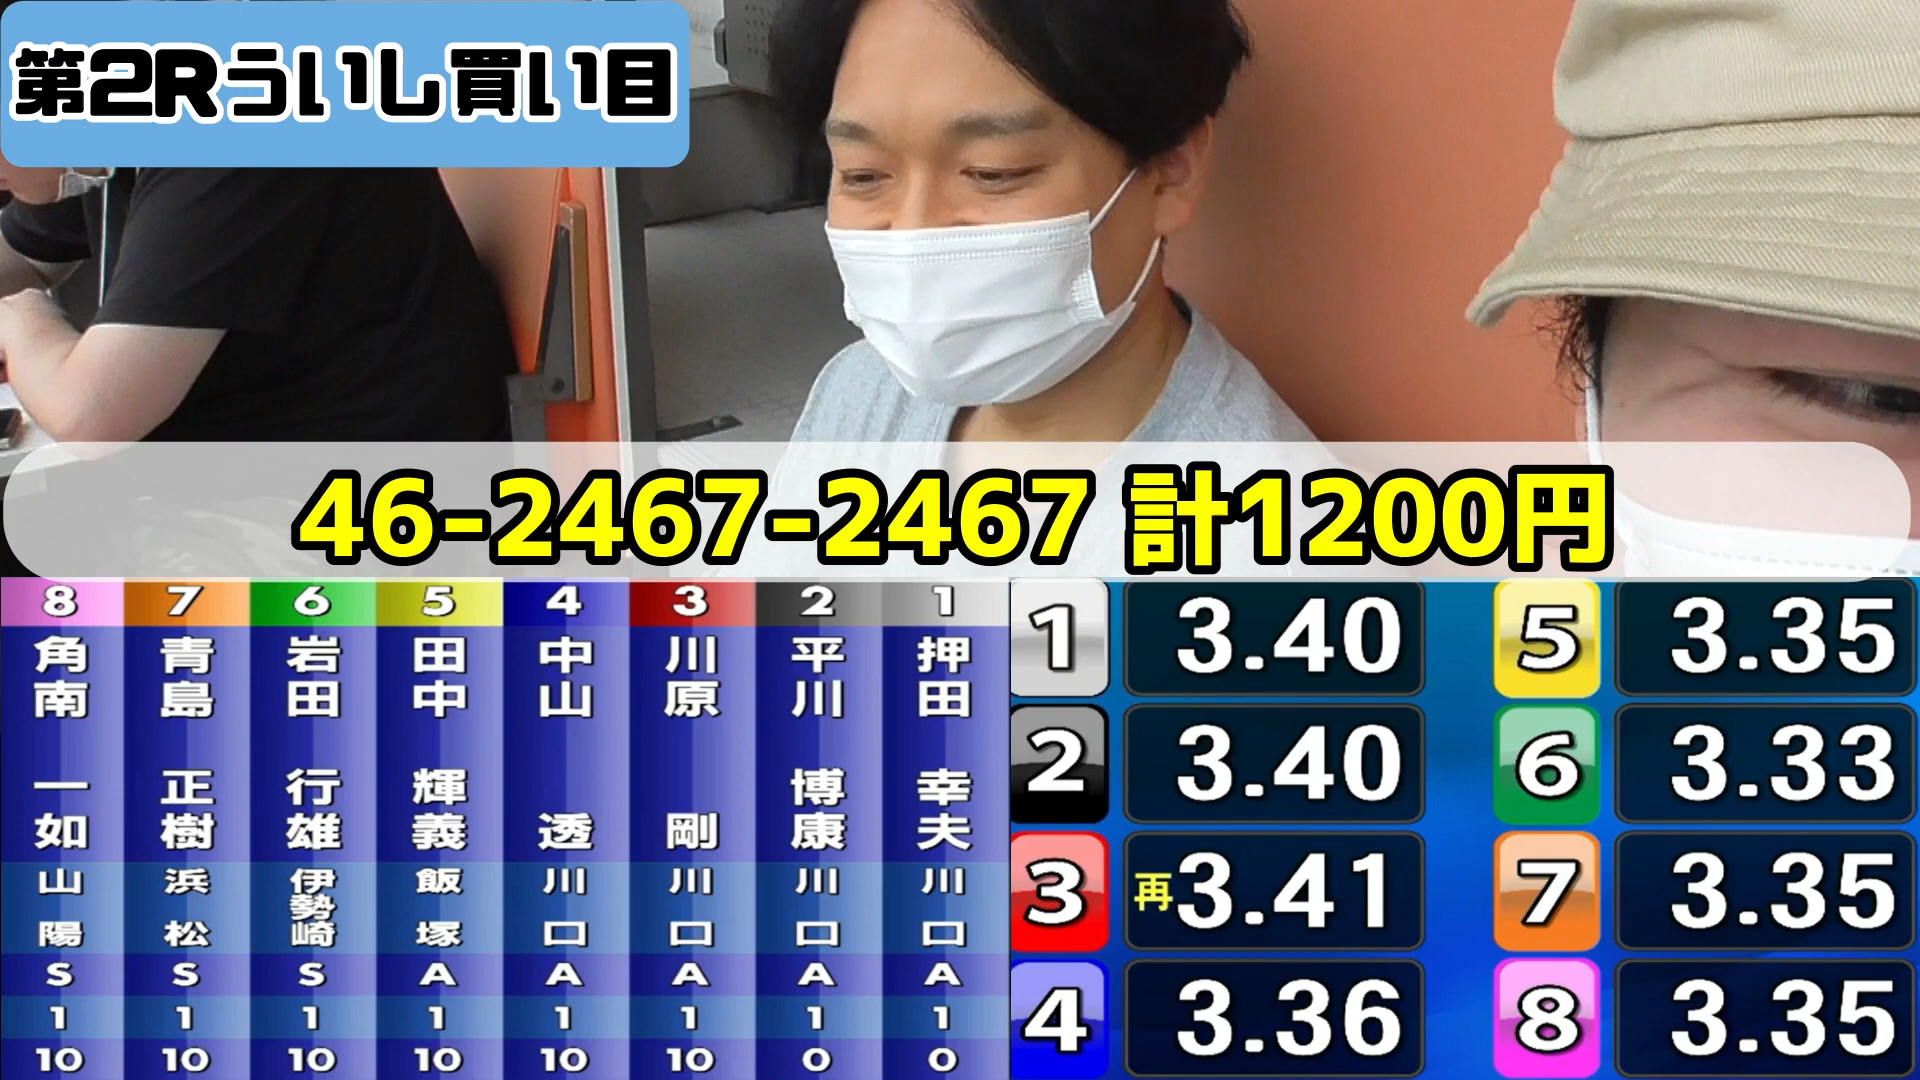 第2Rういし買い目
46-2467-2467 計1200円
8 7 6 5 4 3 2 1
角南 一如 山陽 S 1 10
青島 正樹 浜松 S 1 10
岩田 行雄 伊勢崎 S 1 10
田中 輝義 飯塚 A 1 10
中山 透 川口 A 1 10
川原 剛 川口 A 1 10
平川 博康 川口 A 1 0
押田 幸夫 川口 A 1 0
1 3.40
2 3.40
3 再3.41
4 3.36
5 3.35
6 3.33
7 3.35
8 3.35